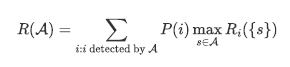 R(𝒜) = ∑_{i:i detected by 𝒜} P(i) max_{s∈𝒜} R_i({s})